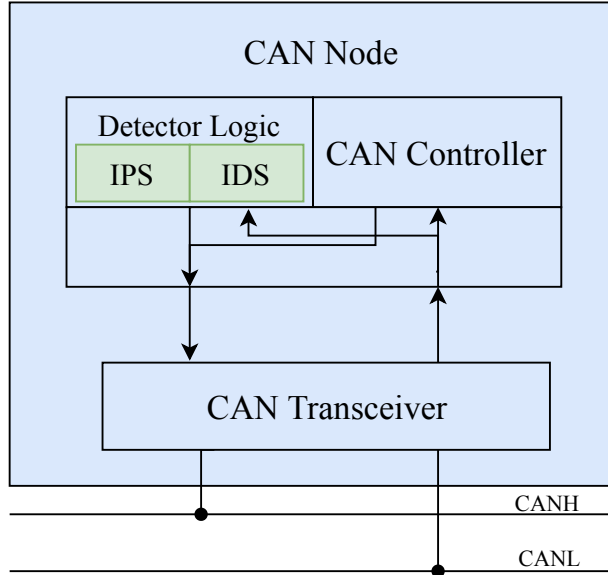 CAN Node
Detector Logic
CAN Controller
IPS
IDS
CAN Transceiver
CANH
CANL